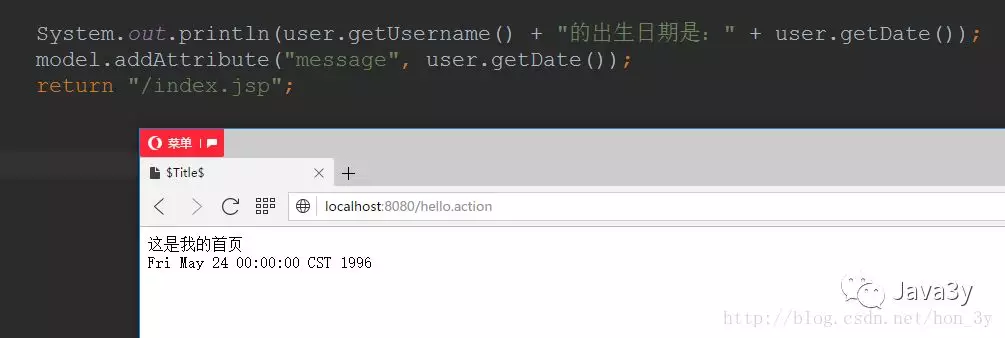 System.out.println(user.getUsername() + "的出生日期是：" + user.getDate());
model.addAttribute("message", user.getDate());
return "/index.jsp";
菜单
$Title$
localhost:8080/hello.action
这是我的首页
Fri May 24 00:00:00 CST 1996
Java3y
http://blog.csdn.net/hon_3y